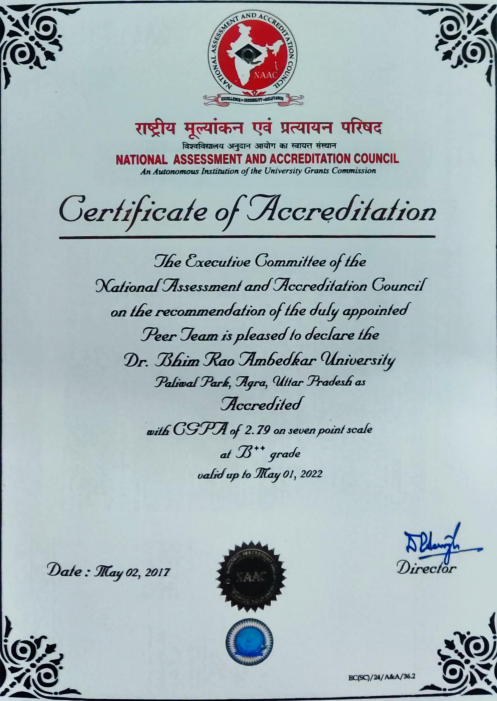 NATIONAL ASSESSMENT AND ACCREDITATION COUNCIL
NAAC
राष्ट्रीय मूल्यांकन एवं प्रत्यायन परिषद
विश्वविद्यालय अनुदान आयोग का स्वायत्त संस्थान
NATIONAL ASSESSMENT AND ACCREDITATION COUNCIL
An Autonomous Institution of the University Grants Commission
Certificate of Accreditation
The Executive Committee of the
National Assessment and Accreditation Council
on the recommendation of the duly appointed
Peer Team is pleased to declare the
Dr. Bhim Rao Ambedkar University
Paliwal Park, Agra, Uttar Pradesh as
Accredited
with CGPA of 2.79 on seven point scale
at B++ grade
valid up to May 01, 2022
Date : May 02, 2017
NAAC
Director
EC(SC)/24/A&A/36.2